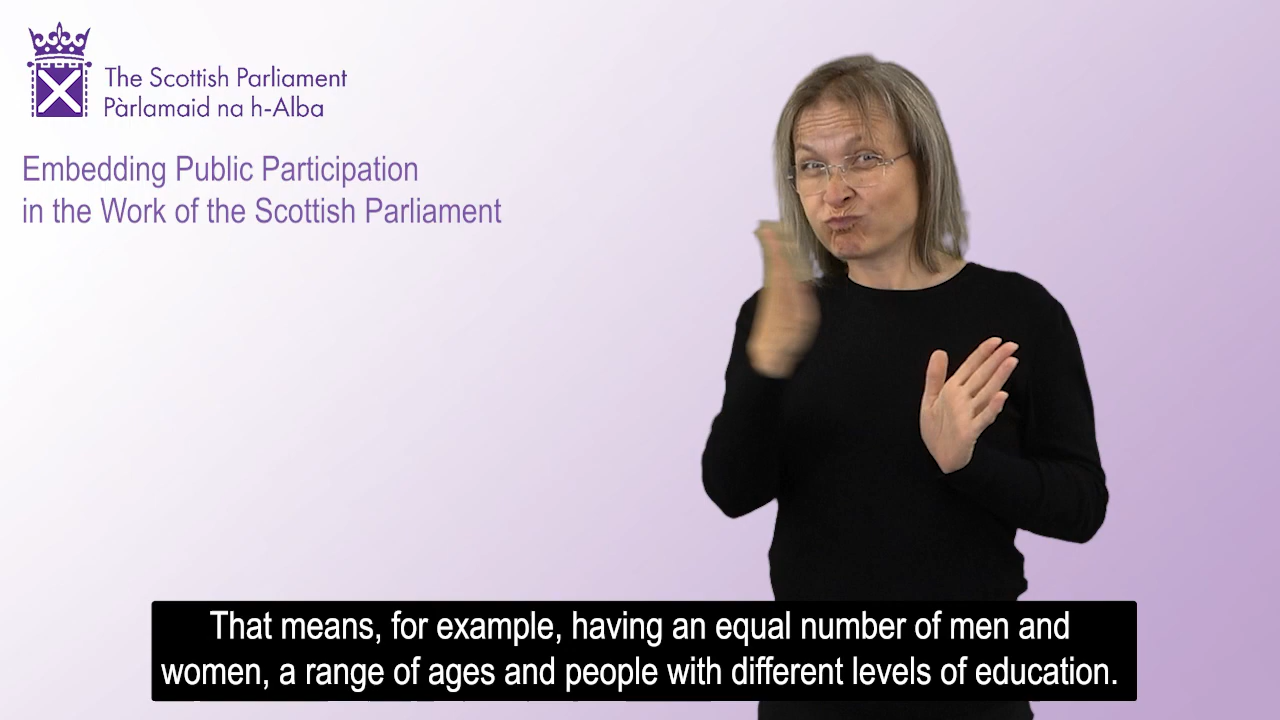 The Scottish Parliament
Pàrlamaid na h-Alba
Embedding Public Participation
in the Work of the Scottish Parliament
That means, for example, having an equal number of men and
women, a range of ages and people with different levels of education.